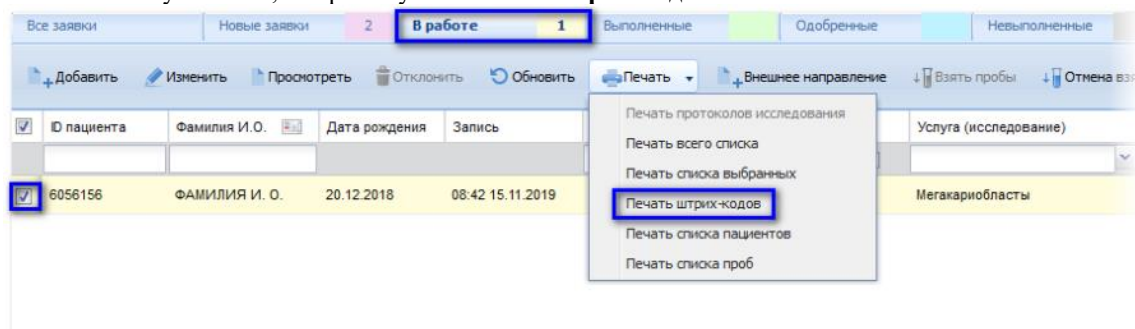 Все заявки Новые заявки 2 В работе 1 Выполненные Одобренные Невыполненные
Добавить Изменить Просмотреть Отклонить Обновить Печать Внешнее направление Взять пробы Отмена
ID пациента Фамилия И.О. Дата рождения Запись Услуга (исследование)
6056156 ФАМИЛИЯ И. О. 20.12.2018 08:42 15.11.2019 Мегакариобласты
Печать протоколов исследования
Печать всего списка
Печать списка выбранных
Печать штрих-кодов
Печать списка пациентов
Печать списка проб